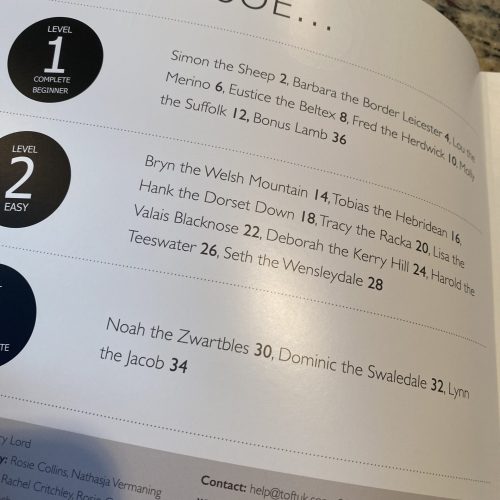 LEVEL
1
COMPLETE
BEGINNER
Simon the Sheep 2, Barbara the Border Leicester 4, Lou the
Merino 6, Eustice the Beltex 8, Fred the Herdwick 10, Molly
the Suffolk 12, Bonus Lamb 36
LEVEL
2
EASY
Bryn the Welsh Mountain 14, Tobias the Hebridean 16,
Hank the Dorset Down 18, Tracy the Racka 20, Lisa the
Valais Blacknose 22, Deborah the Kerry Hill 24, Harold the
Teeswater 26, Seth the Wensleydale 28
Noah the Zwartbles 30, Dominic the Swaledale 32, Lynn
the Jacob 34
Lord
Rosie Collins, Nathasja Vermaning
Rachel Critchley,
Contact: help@toftuk